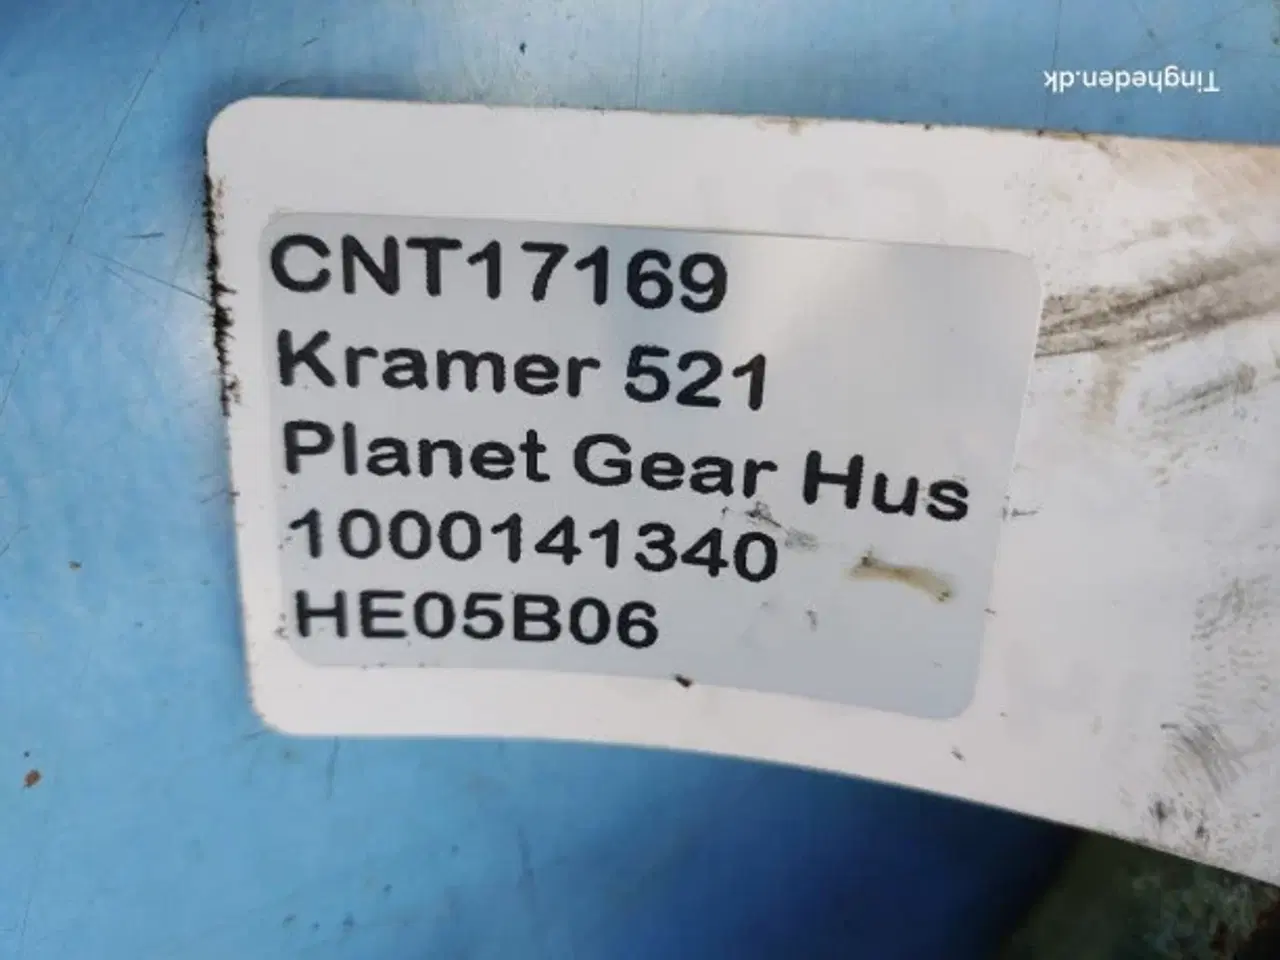 Tingheden.dk
CNT17169
Kramer 521
Planet Gear Hus
1000141340
HE05B06